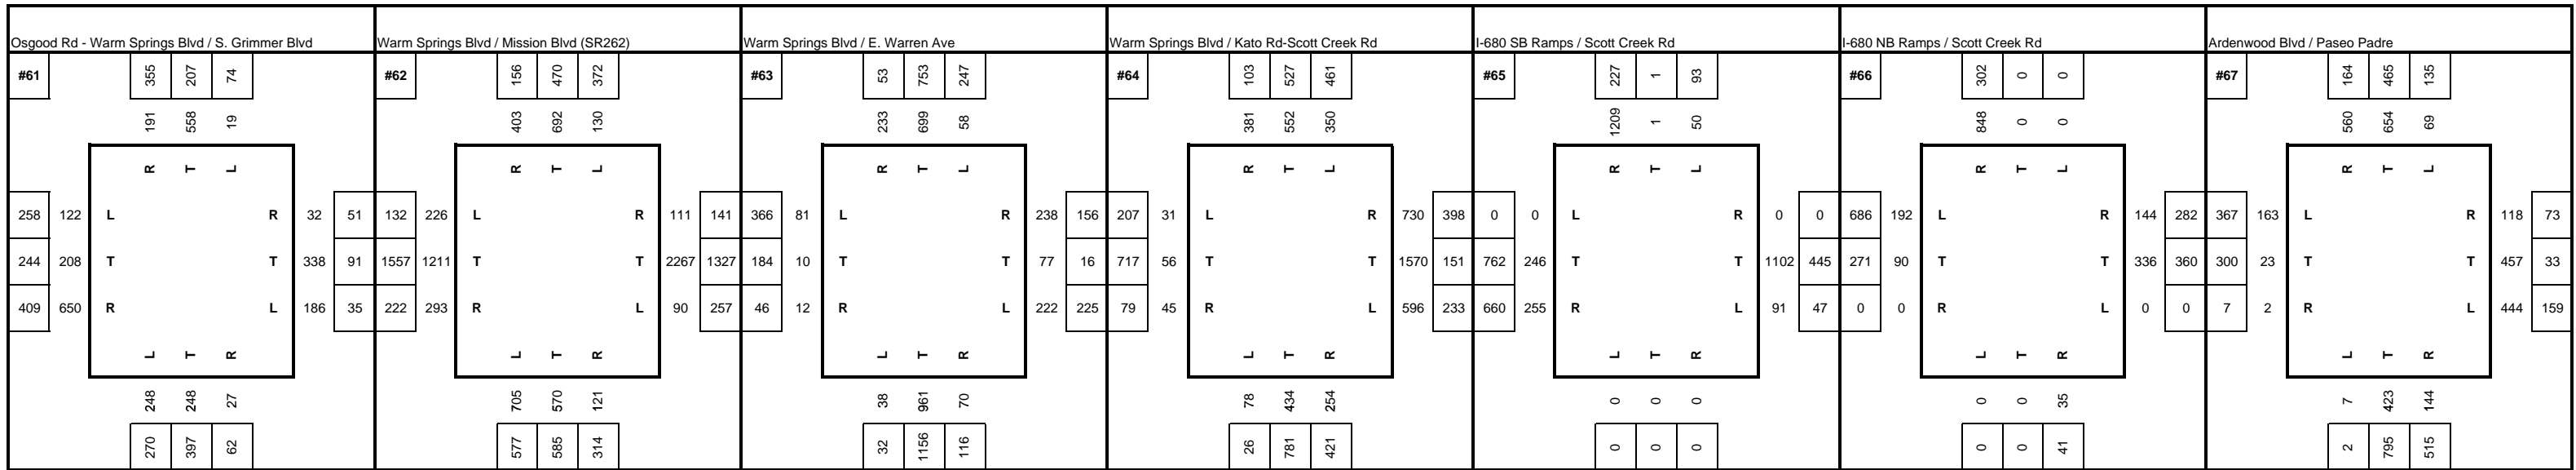 Osgood Rd - Warm Springs Blvd / S. Grimmer Blvd
#61
355 207 74
191 558 19
R T L
258 122 L R 32 51
244 208 T T 338 91
409 650 R L 186 35
L T R
248 248 27
270 397 62
Warm Springs Blvd / Mission Blvd (SR262)
#62
156 470 372
403 692 130
R T L
132 226 L R 111 141
1557 1211 T T 2267 1327
222 293 R L 90 257
L T R
705 570 121
577 585 314
Warm Springs Blvd / E. Warren Ave
#63
53 753 247
233 699 58
R T L
366 81 L R 238 156
184 10 T T 77 16
46 12 R L 222 225
L T R
38 961 70
32 1156 116
Warm Springs Blvd / Kato Rd-Scott Creek Rd
#64
103 527 461
381 552 350
R T L
207 31 L R 730 398
717 56 T T 1570 151
79 45 R L 596 233
L T R
78 434 254
26 781 421
I-680 SB Ramps / Scott Creek Rd
#65
227 1 93
1209 1 50
R T L
0 0 L R 0 0
762 246 T T 1102 445
660 255 R L 91 47
L T R
0 0 0
0 0 0
I-680 NB Ramps / Scott Creek Rd
#66
302 0 0
848 0 0
R T L
686 192 L R 144 282
271 90 T T 336 360
0 0 R L 0 0
L T R
0 0 35
0 0 41
Ardenwood Blvd / Paseo Padre
#67
164 465 135
560 654 69
R T L
367 163 L R 118 73
300 23 T T 457 33
7 2 R L 444 159
L T R
7 423 144
2 795 515